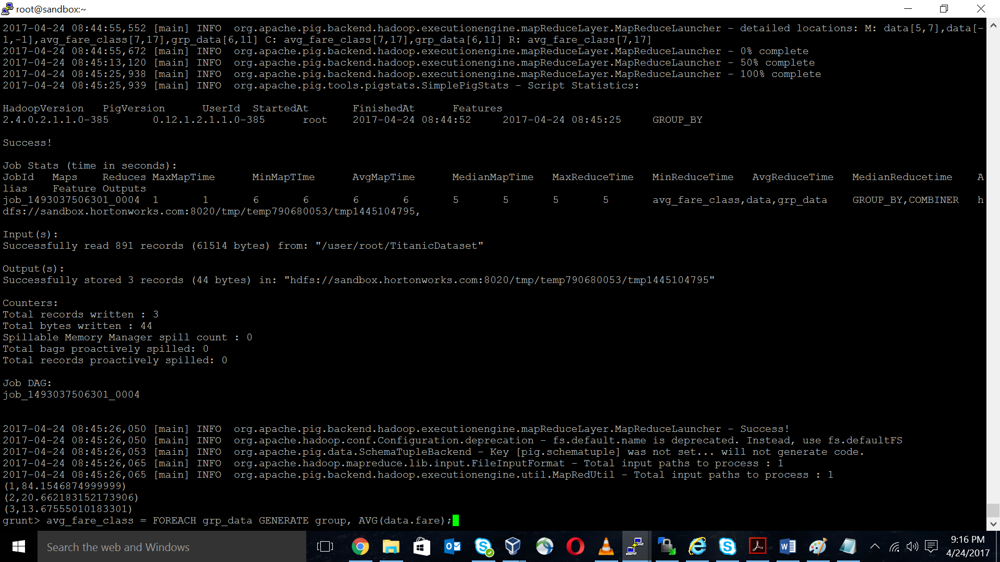 root@sandbox:~
2017-04-24 08:44:55,552 [main] INFO  org.apache.pig.backend.hadoop.executionengine.mapReduceLayer.MapReduceLauncher - detailed locations: M: data[5,7],data[-
1,-1],avg_fare_class[7,17],grp_data[6,11] C: avg_fare_class[7,17],grp_data[6,11] R: avg_fare_class[7,17]
2017-04-24 08:44:55,672 [main] INFO  org.apache.pig.backend.hadoop.executionengine.mapReduceLayer.MapReduceLauncher - 0% complete
2017-04-24 08:45:13,120 [main] INFO  org.apache.pig.backend.hadoop.executionengine.mapReduceLayer.MapReduceLauncher - 50% complete
2017-04-24 08:45:25,938 [main] INFO  org.apache.pig.backend.hadoop.executionengine.mapReduceLayer.MapReduceLauncher - 100% complete
2017-04-24 08:45:25,939 [main] INFO  org.apache.pig.tools.pigstats.SimplePigStats - Script Statistics:
HadoopVersion   PigVersion      UserId  StartedAt       FinishedAt      Features
2.4.0.2.1.1.0-385       0.12.1.2.1.1.0-385      root    2017-04-24 08:44:52     2017-04-24 08:45:25     GROUP_BY
Success!
Job Stats (time in seconds):
JobId   Maps    Reduces MaxMapTime      MinMapTIme      AvgMapTime      MedianMapTime   MaxReduceTime   MinReduceTime   AvgReduceTime   MedianReducetime    A
lias    Feature Outputs
job_1493037506301_0004  1       1       6       6       6       6       5       5       5       5       avg_fare_class,data,grp_data    GROUP_BY,COMBINER   h
dfs://sandbox.hortonworks.com:8020/tmp/temp790680053/tmp1445104795,
Input(s):
Successfully read 891 records (61514 bytes) from: "/user/root/TitanicDataset"
Output(s):
Successfully stored 3 records (44 bytes) in: "hdfs://sandbox.hortonworks.com:8020/tmp/temp790680053/tmp1445104795"
Counters:
Total records written : 3
Total bytes written : 44
Spillable Memory Manager spill count : 0
Total bags proactively spilled: 0
Total records proactively spilled: 0
Job DAG:
job_1493037506301_0004
2017-04-24 08:45:26,050 [main] INFO  org.apache.pig.backend.hadoop.executionengine.mapReduceLayer.MapReduceLauncher - Success!
2017-04-24 08:45:26,050 [main] INFO  org.apache.hadoop.conf.Configuration.deprecation - fs.default.name is deprecated. Instead, use fs.defaultFS
2017-04-24 08:45:26,053 [main] INFO  org.apache.pig.data.SchemaTupleBackend - Key [pig.schematuple] was not set... will not generate code.
2017-04-24 08:45:26,065 [main] INFO  org.apache.hadoop.mapreduce.lib.input.FileInputFormat - Total input paths to process : 1
2017-04-24 08:45:26,065 [main] INFO  org.apache.pig.backend.hadoop.executionengine.util.MapRedUtil - Total input paths to process : 1
(1,84.1546874999999)
(2,20.662183152173906)
(3,13.67555010183301)
grunt> avg_fare_class = FOREACH grp_data GENERATE group, AVG(data.fare);
Search the web and Windows
9:16 PM
4/24/2017